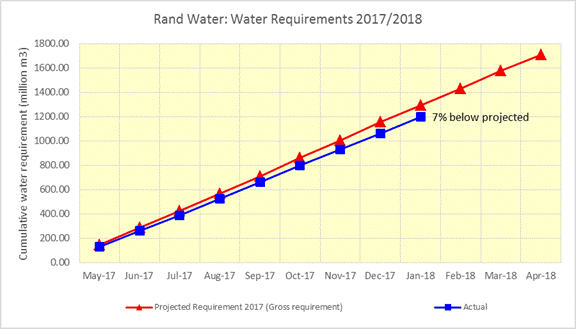 Rand Water: Water Requirements 2017/2018
Cumulative water requirement (million m3)
1800.00
1600.00
1400.00
1200.00
1000.00
800.00
600.00
400.00
200.00
0.00
7% below projected
May-17 Jun-17 Jul-17 Aug-17 Sep-17 Oct-17 Nov-17 Dec-17 Jan-18 Feb-18 Mar-18 Apr-18
Projected Requirement 2017 (Gross requirement) Actual